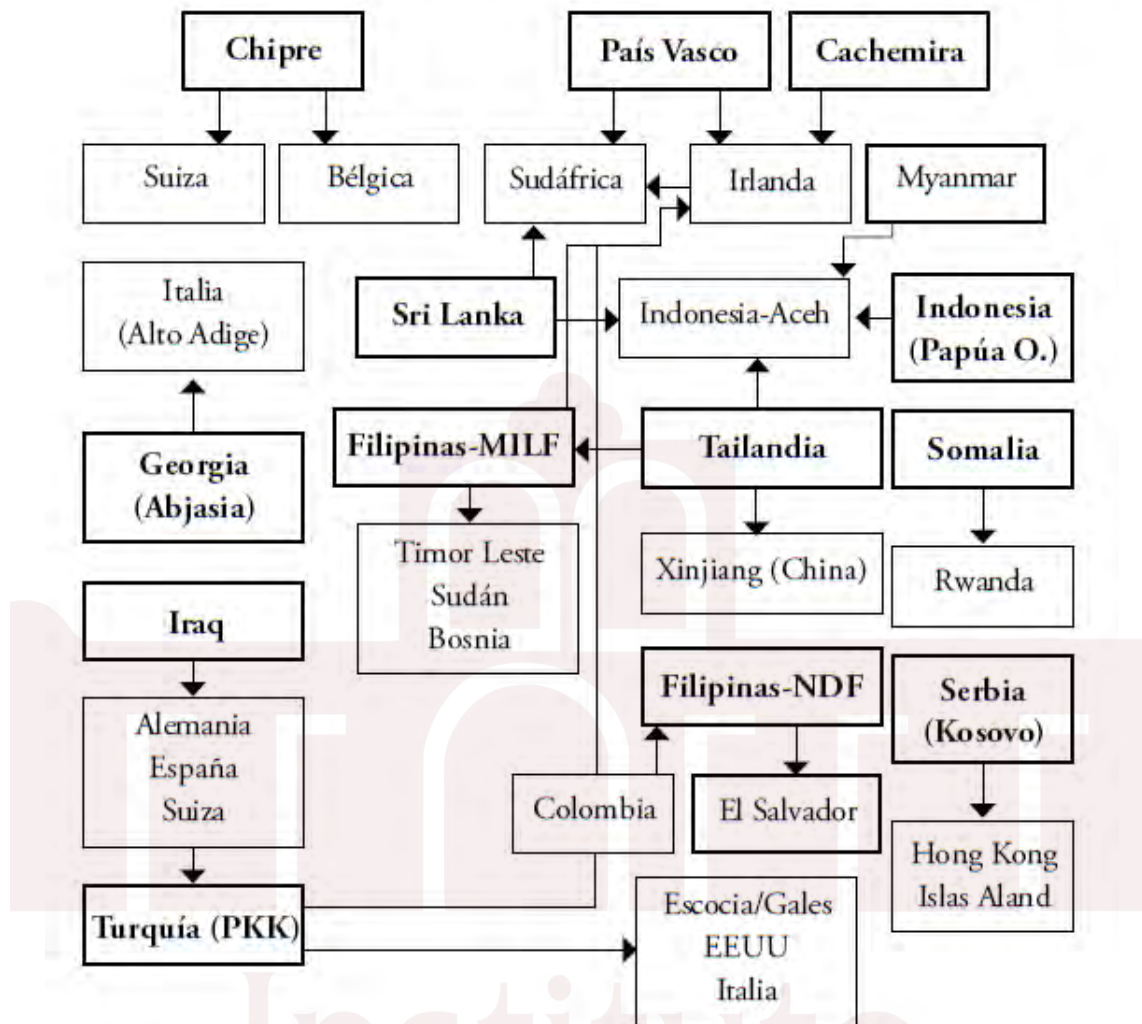 Chipre
País Vasco
Cachemira
Suiza
Bélgica
Sudáfrica
Irlanda
Myanmar
Italia
(Alto Adige)
Sri Lanka
Indonesia-Aceh
Indonesia
(Papúa O.)
Georgia
(Abjasia)
Filipinas-MILF
Tailandia
Somalia
Timor Leste
Sudán
Bosnia
Xinjiang (China)
Rwanda
Iraq
Filipinas-NDF
Serbia
(Kosovo)
Alemania
España
Suiza
Colombia
El Salvador
Hong Kong
Islas Aland
Turquía (PKK)
Escocia/Gales
EEUU
Italia
Instituto